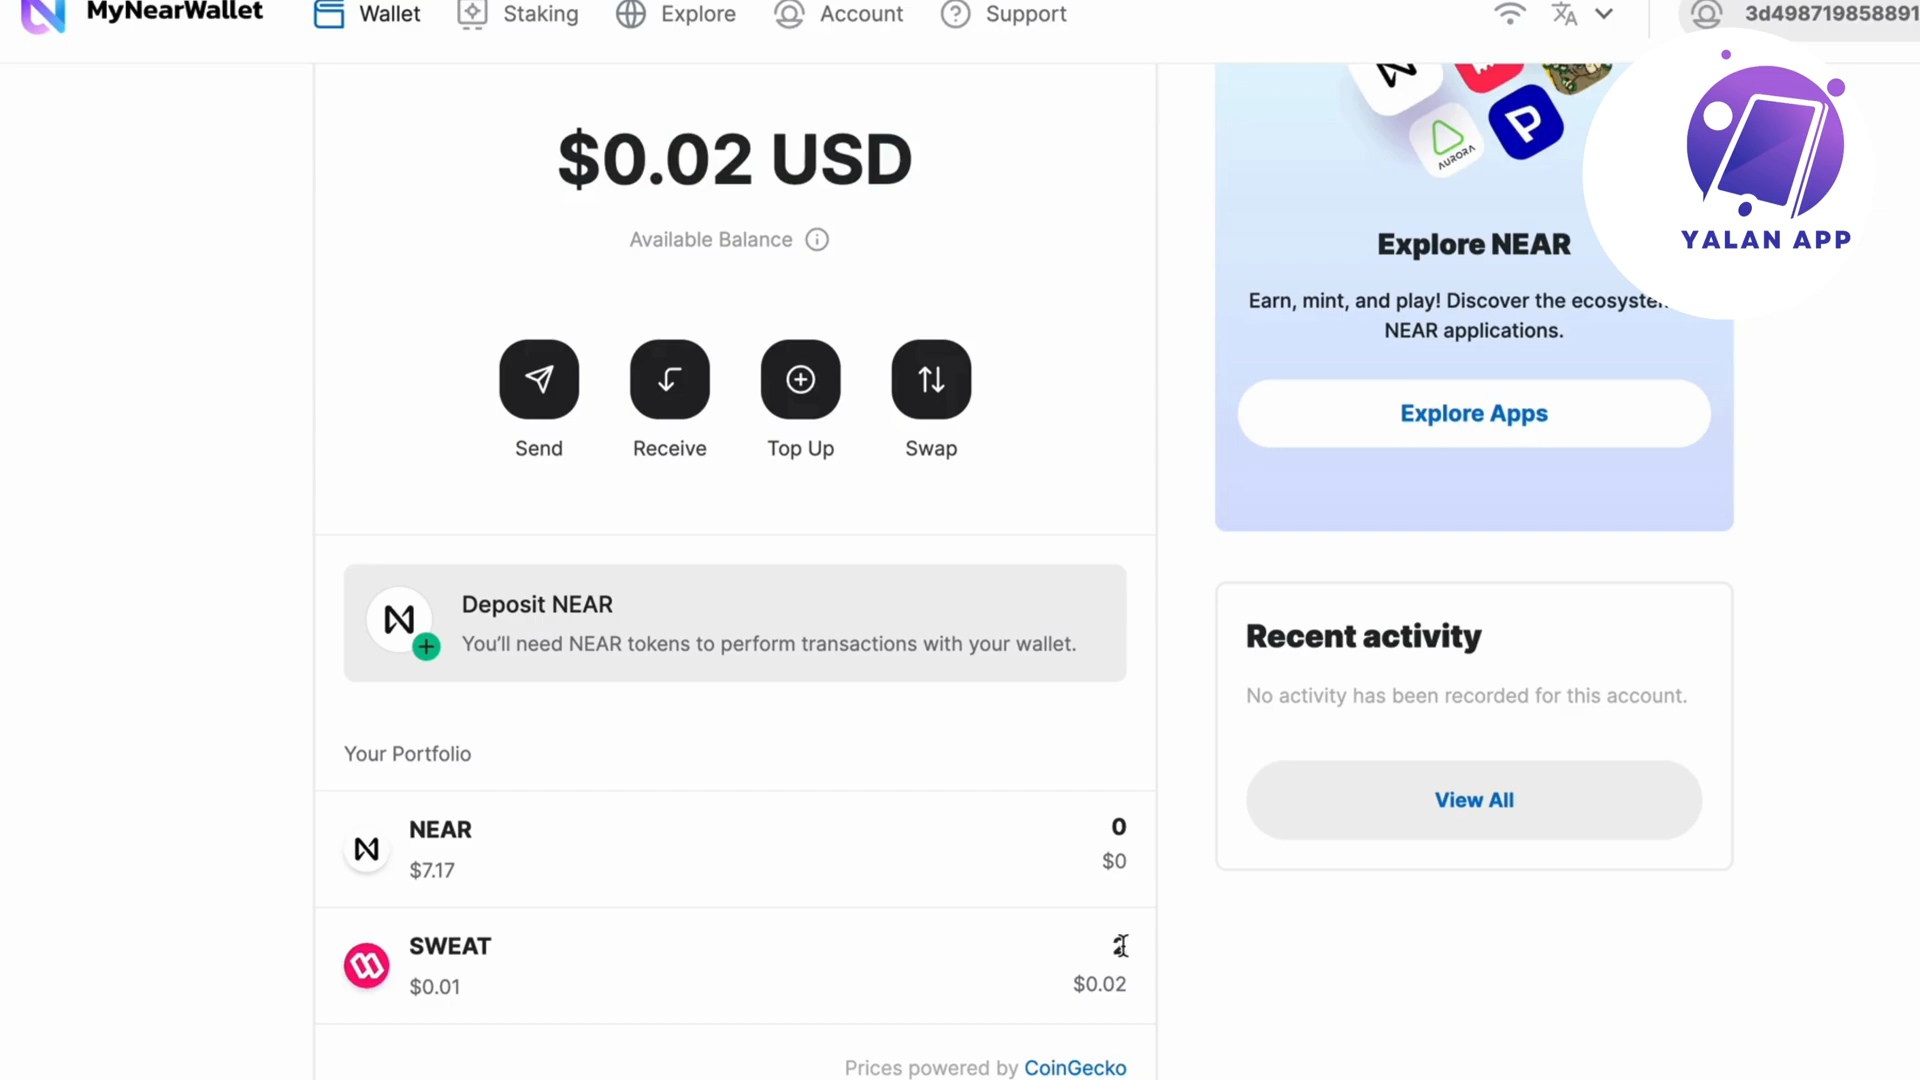 MyNearWallet
Wallet
Staking
Explore
Account
Support
3d498719858891
$0.02 USD
Available Balance
Send
Receive
Top Up
Swap
Deposit NEAR
You'll need NEAR tokens to perform transactions with your wallet.
Your Portfolio
NEAR
0
$7.17
$0
SWEAT
$0.01
$0.02
Prices powered by CoinGecko
AURORA
YALAN APP
Explore NEAR
Earn, mint, and play! Discover the
NEAR applications.
Explore Apps
Recent activity
No activity has been recorded for this account.
View All